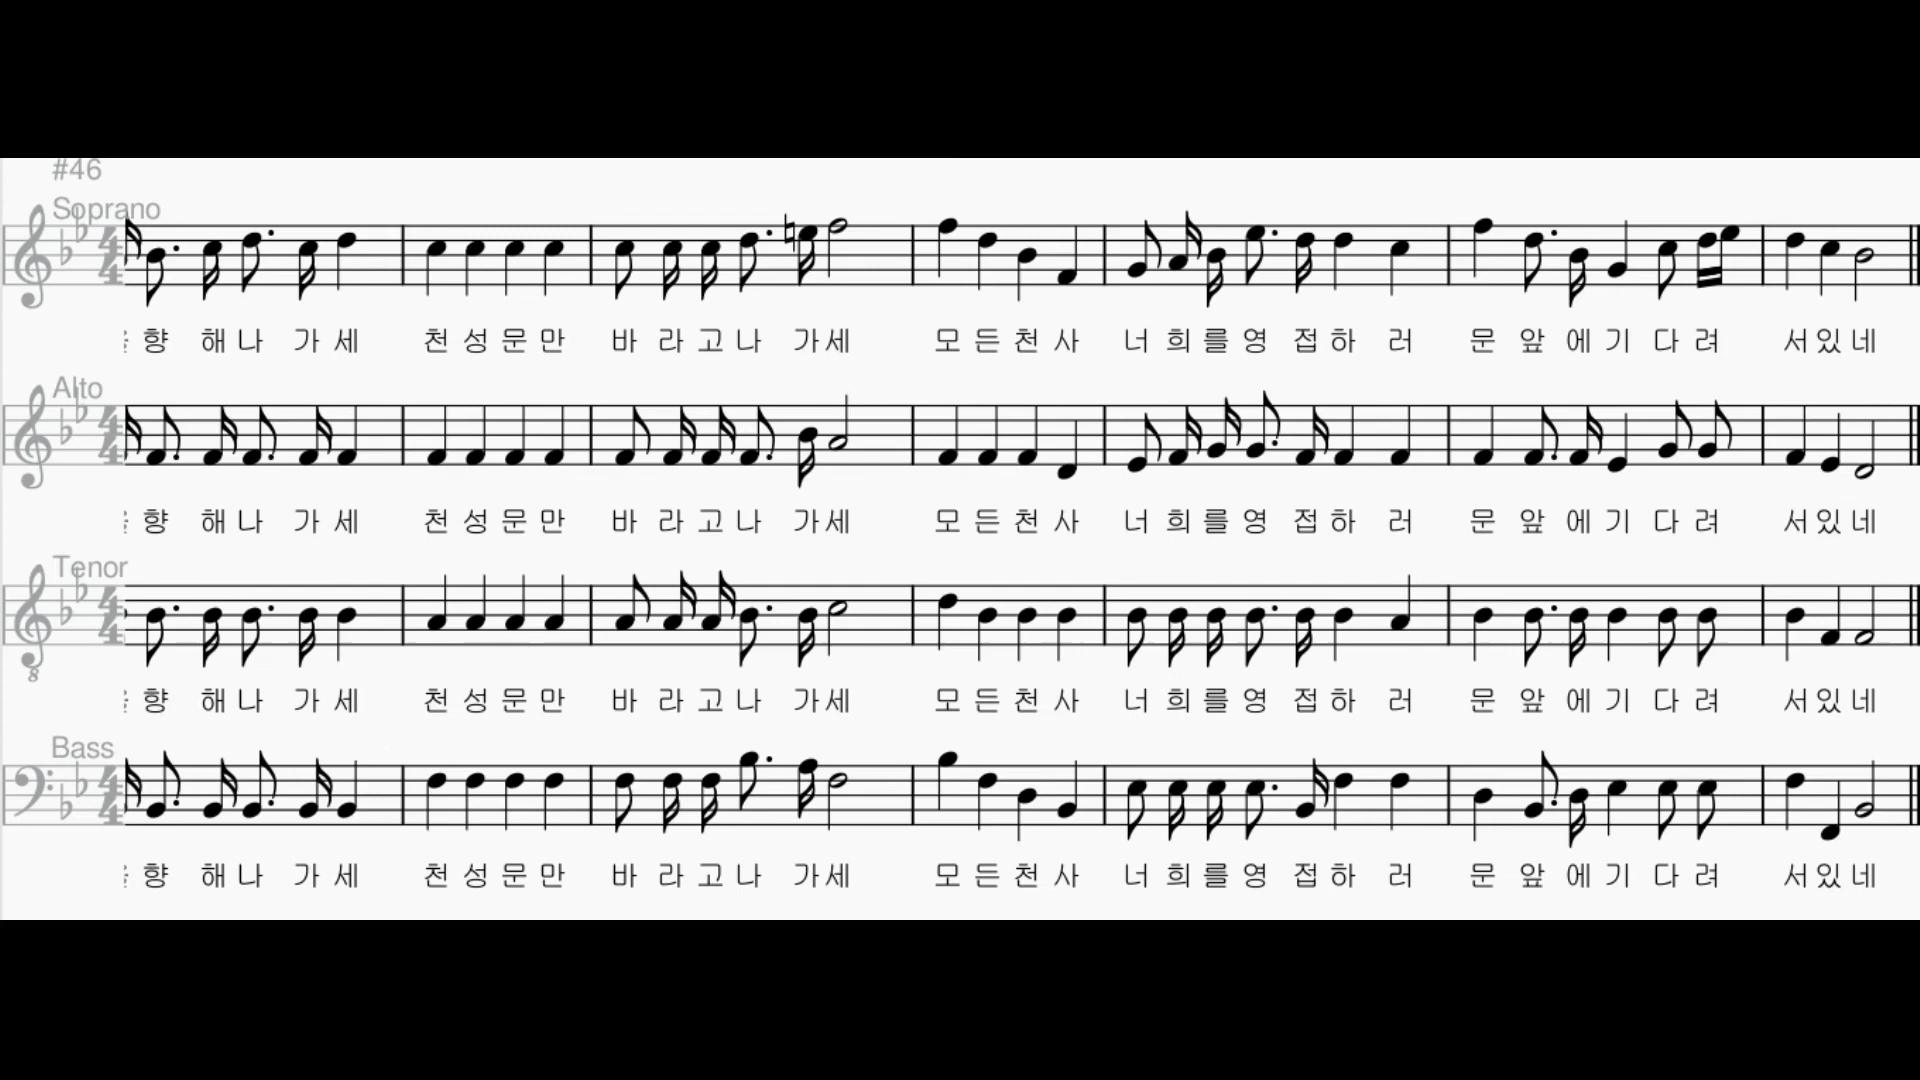 #46
Soprano
향 해 나 가 세 천 성 문 만 바 라 고 나 가 세 모 든 천 사 너 희 를 영 접 하 러 문 앞 에 기 다 려 서 있 네
Alto
향 해 나 가 세 천 성 문 만 바 라 고 나 가 세 모 든 천 사 너 희 를 영 접 하 러 문 앞 에 기 다 려 서 있 네
Tenor
향 해 나 가 세 천 성 문 만 바 라 고 나 가 세 모 든 천 사 너 희 를 영 접 하 러 문 앞 에 기 다 려 서 있 네
Bass
향 해 나 가 세 천 성 문 만 바 라 고 나 가 세 모 든 천 사 너 희 를 영 접 하 러 문 앞 에 기 다 려 서 있 네